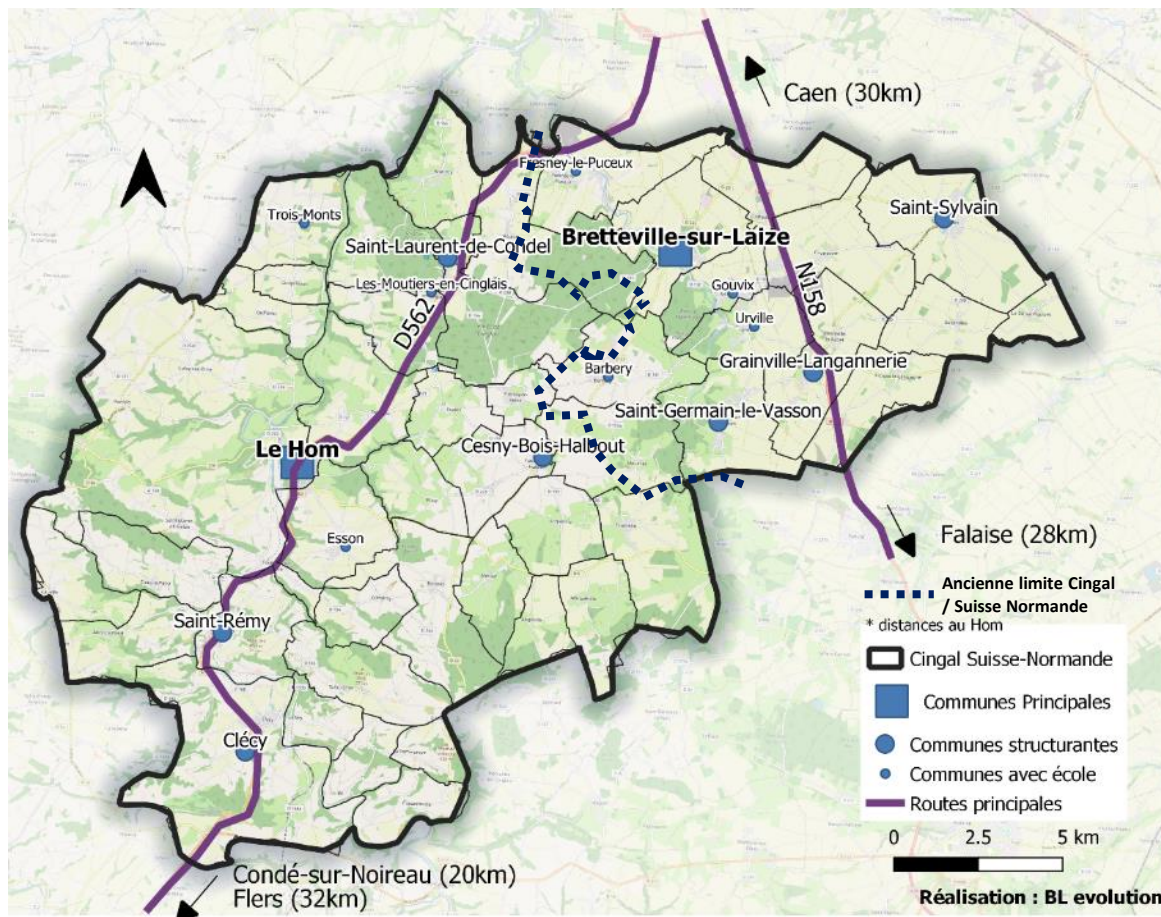 Caen (30km)
Fresney-le-Puceux
Saint-Sylvain
Trois-Monts
Bretteville-sur-Laize
Saint-Laurent-de-Condel
Les Moutiers-en-Cinglais
Gouvix
N158
Urville
D562
Barbery
Grainville-Langannerie
Saint-Germain-le-Vasson
Le Hom
Cesny-Bois-Halbout
Esson
Falaise (28km)
Saint-Rémy
Clécy
Condé-sur-Noireau (20km)
Flers (32km)
Ancienne limite Cingal
/ Suisse Normande
* distances au Hom
Cingal Suisse-Normande
Communes Principales
Communes structurantes
Communes avec école
Routes principales
0 2.5 5 km
Réalisation : BL evolution